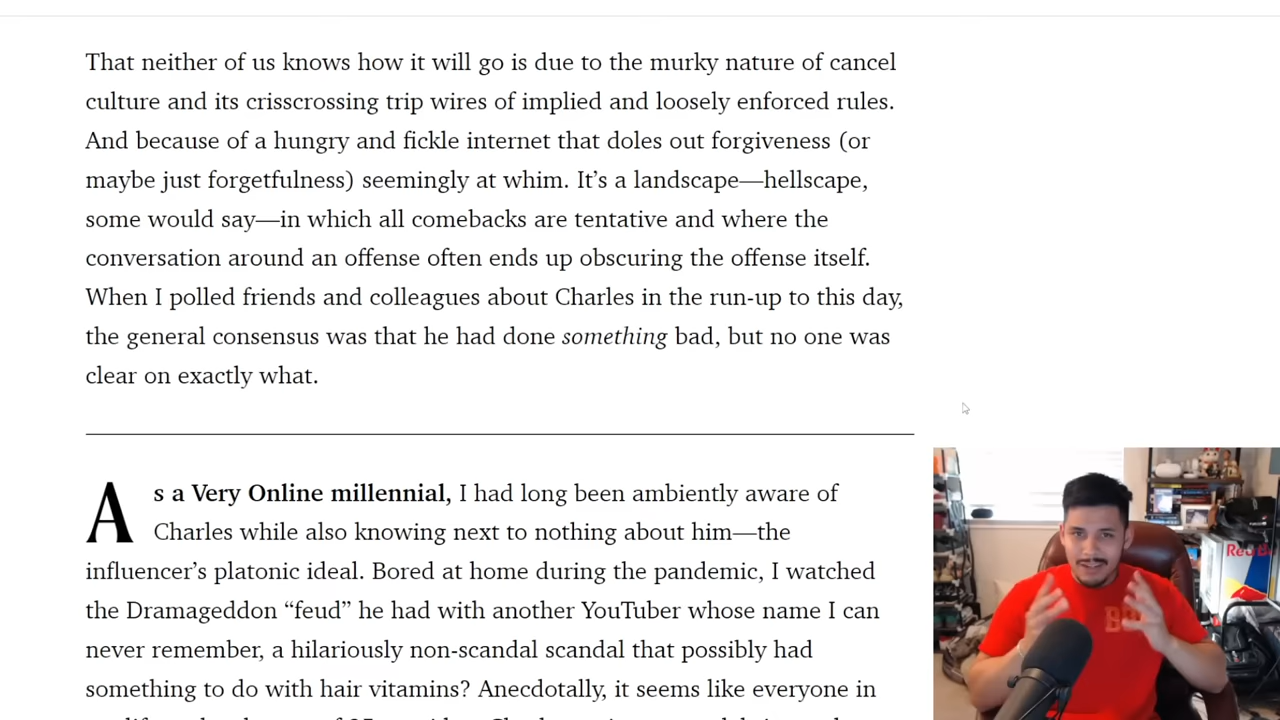 That neither of us knows how it will go is due to the murky nature of cancel
culture and its crisscrossing trip wires of implied and loosely enforced rules.
And because of a hungry and fickle internet that doles out forgiveness (or
maybe just forgetfulness) seemingly at whim. It’s a landscape—hellscape,
some would say—in which all comebacks are tentative and where the
conversation around an offense often ends up obscuring the offense itself.
When I polled friends and colleagues about Charles in the run-up to this day,
the general consensus was that he had done something bad, but no one was
clear on exactly what.
As a Very Online millennial, I had long been ambiently aware of
Charles while also knowing next to nothing about him—the
influencer’s platonic ideal. Bored at home during the pandemic, I watched
the Dramageddon “feud” he had with another YouTuber whose name I can
never remember, a hilariously non-scandal scandal that possibly had
something to do with hair vitamins? Anecdotally, it seems like everyone in